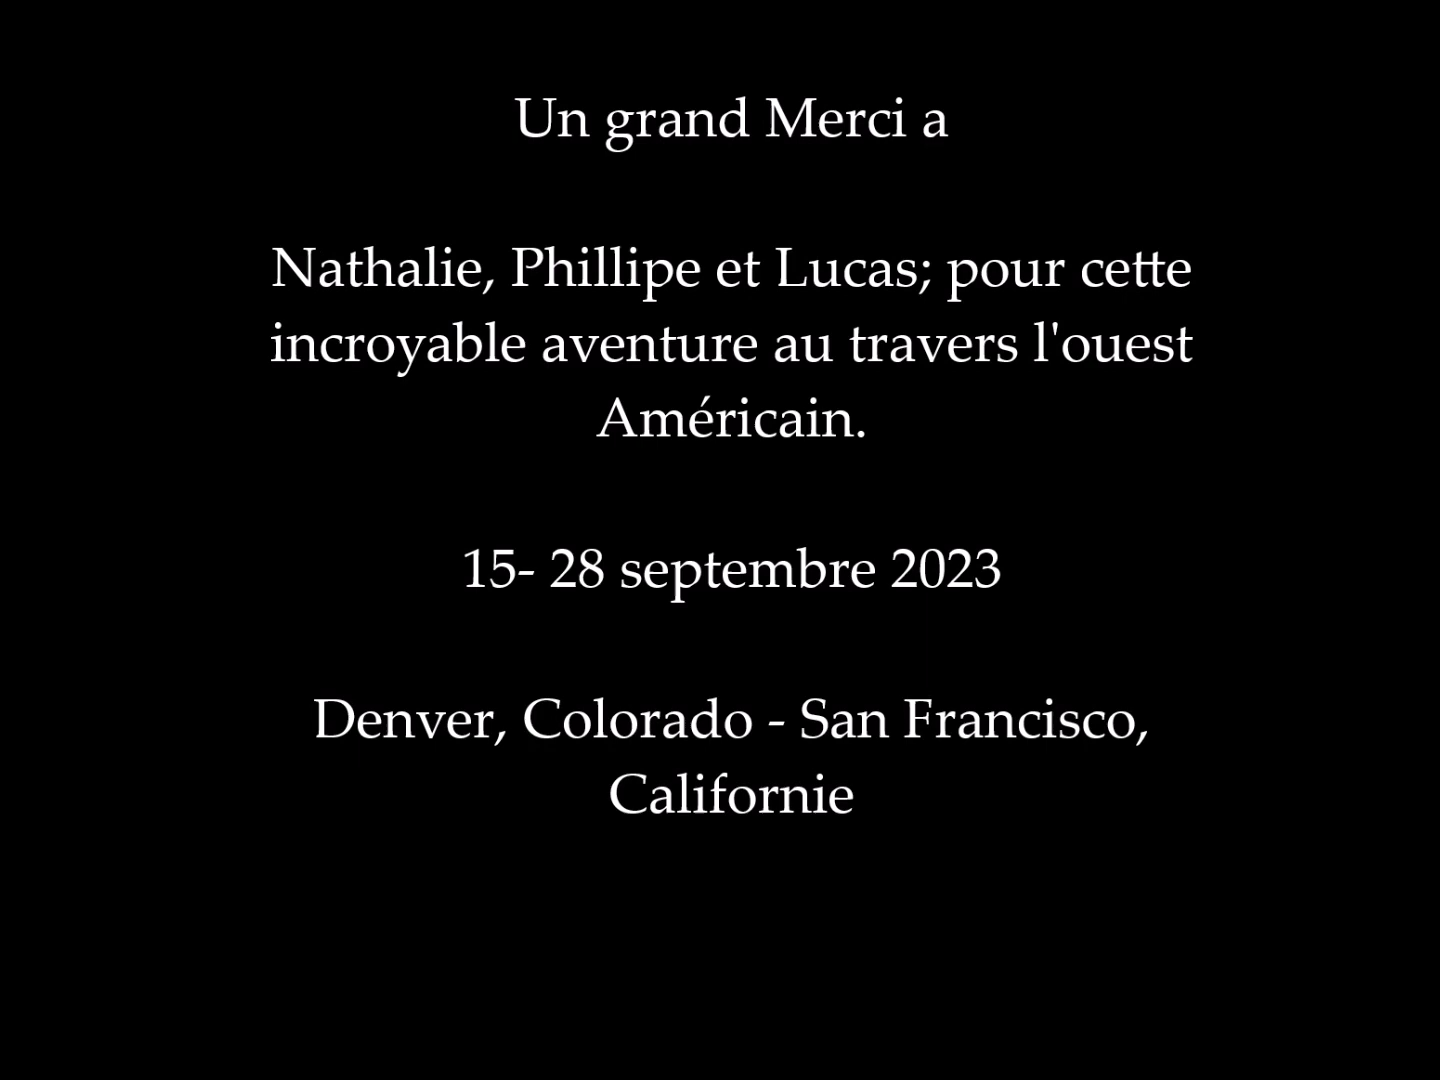 Un grand Merci a
Nathalie, Phillipe et Lucas; pour cette
incroyable aventure au travers l'ouest
Américain.
15- 28 septembre 2023
Denver, Colorado - San Francisco,
Californie